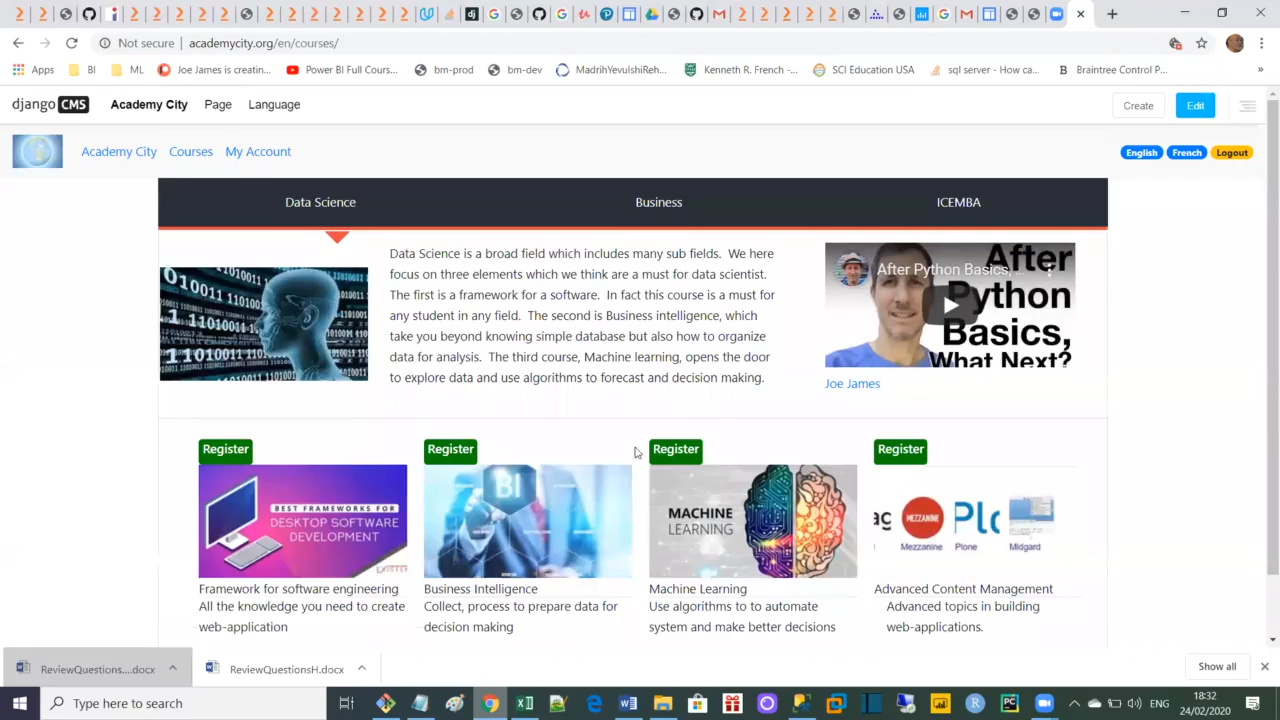 Not secure | academycity.org/en/courses/
Apps BI ML Joe James is creatin... Power BI Full Cours... bm-prod bm-dev MadrihYevulshiReh... Kenneth R. French -... SCI Education USA sql server - How ca... Braintree Control P... »
django CMS Academy City Page Language Create Edit
Academy City Courses My Account English French Logout
Data Science Business ICEMBA
Data Science is a broad field which includes many sub fields. We here
focus on three elements which we think are a must for data scientist.
The first is a framework for a software. In fact this course is a must for
any student in any field. The second is Business intelligence, which
take you beyond knowing simple database but also how to organize
data for analysis. The third course, Machine learning, opens the door
to explore data and use algorithms to forecast and decision making.
After Python Basics, ...
After
Python
Basics,
What Next?
Joe James
Register Register Register Register
BEST FRAMEWORKS FOR
DESKTOP SOFTWARE
DEVELOPMENT
BI
MACHINE
LEARNING
MEZZANINE
Mezzanine Plone Midgard
Framework for software engineering
All the knowledge you need to create
web-application
Business Intelligence
Collect, process to prepare data for
decision making
Machine Learning
Use algorithms to to automate
system and make better decisions
Advanced Content Management
Advanced topics in building
web-applications.
ReviewQuestions....docx ReviewQuestionsH.docx Show all
Type here to search ENG 18:32
24/02/2020